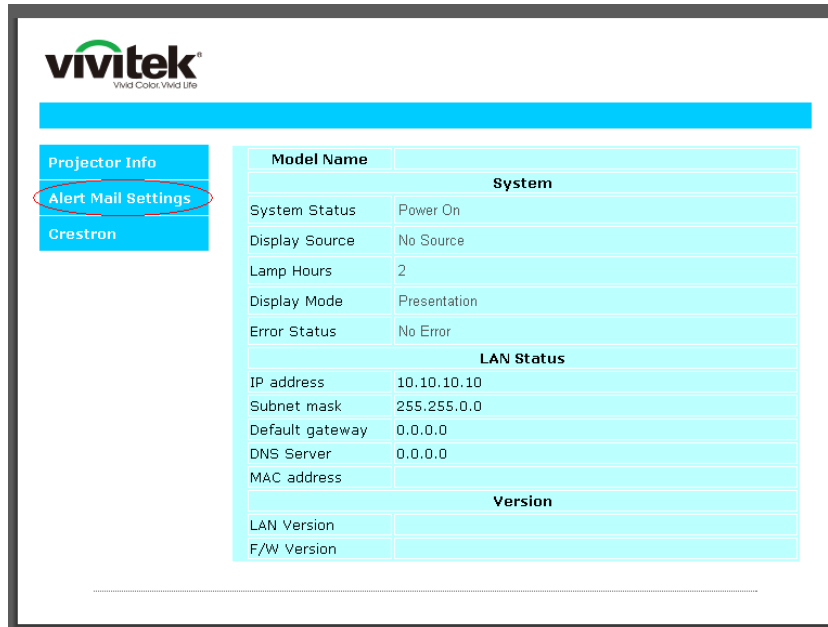 vivitek®
Vivid Color, Vivid Life
Projector Info
Alert Mail Settings
Crestron
Model Name
System
System Status Power On
Display Source No Source
Lamp Hours 2
Display Mode Presentation
Error Status No Error
LAN Status
IP address 10.10.10.10
Subnet mask 255.255.0.0
Default gateway 0.0.0.0
DNS Server 0.0.0.0
MAC address
Version
LAN Version
F/W Version